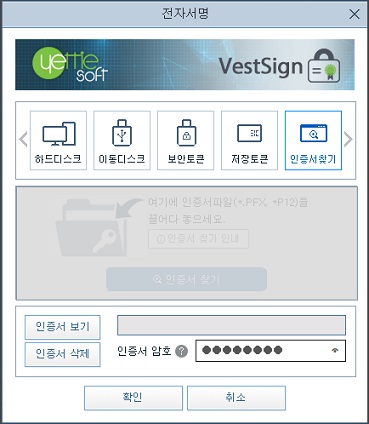 전자서명
yettie soft
VestSign
하드디스크 이동디스크 보안토큰 저장토큰 인증서찾기
여기에 인증서파일(*.PFX, *.P12)를
끌어다 놓으세요.
인증서 찾기 안내
인증서 찾기
인증서 보기
인증서 삭제 인증서 암호 ? ●●●●●●●●
확인 취소